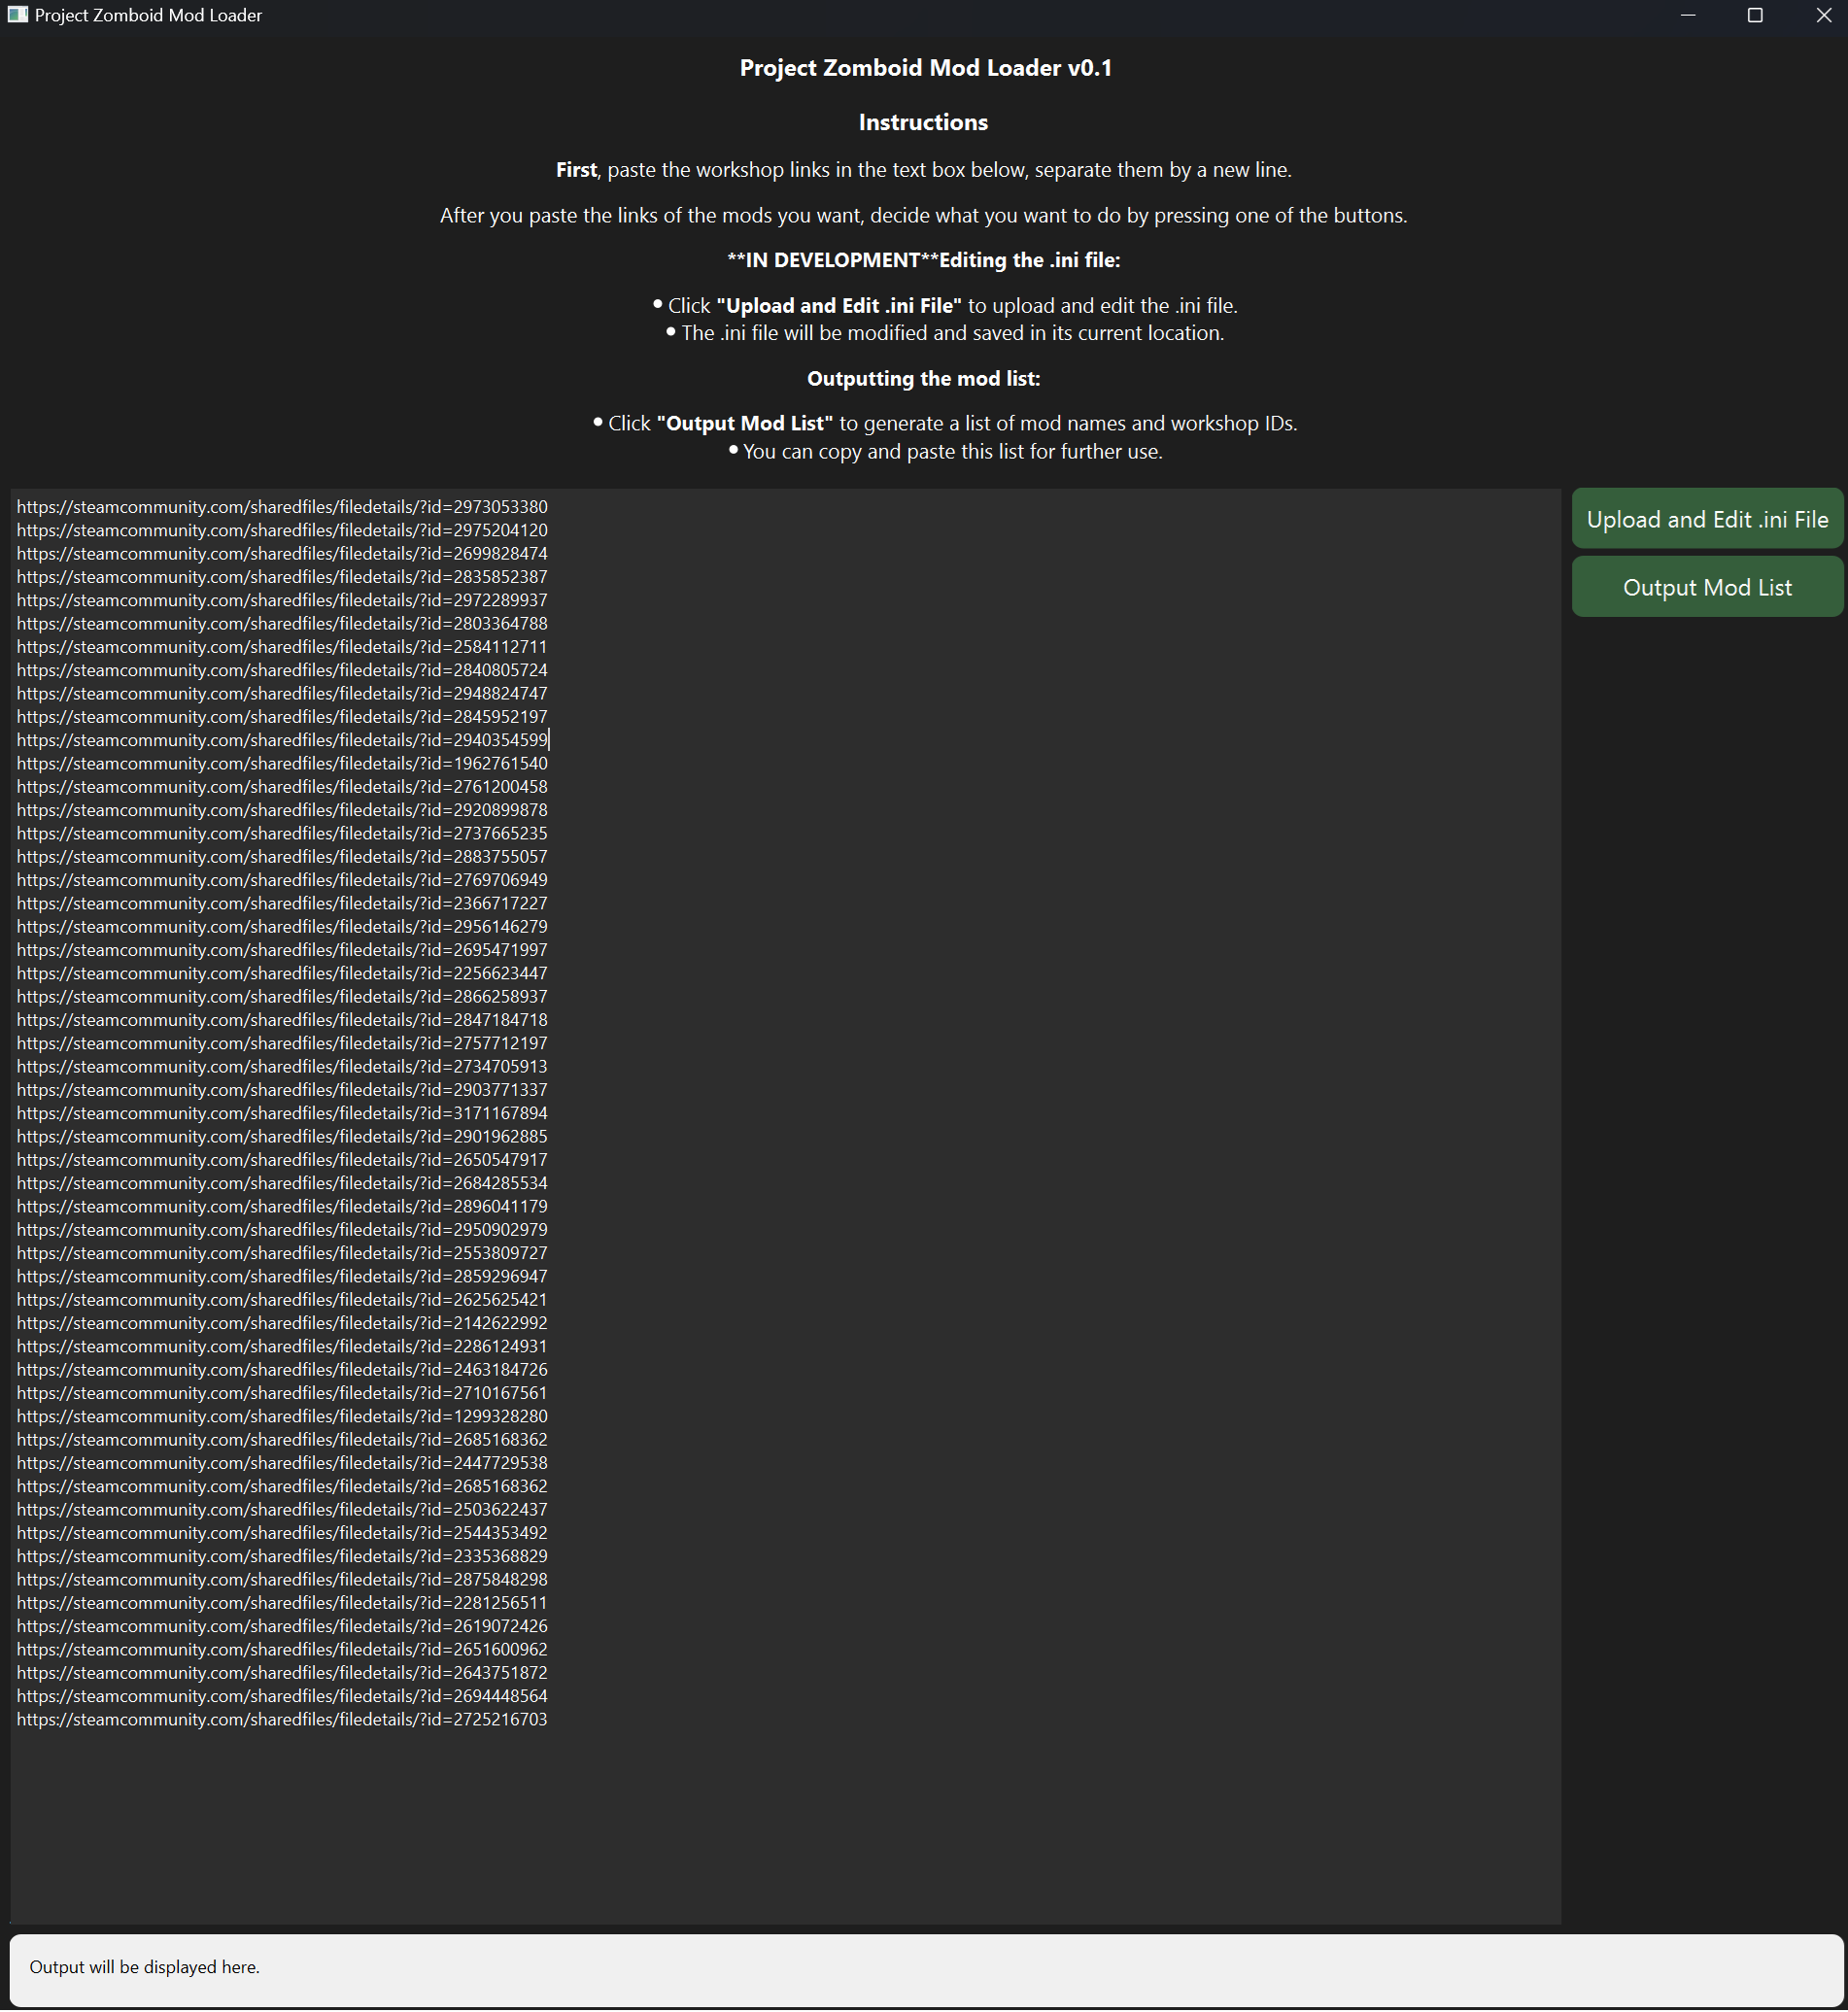 Project Zomboid Mod Loader
Project Zomboid Mod Loader v0.1
Instructions
First, paste the workshop links in the text box below, separate them by a new line.
After you paste the links of the mods you want, decide what you want to do by pressing one of the buttons.
**IN DEVELOPMENT**Editing the .ini file:
• Click "Upload and Edit .ini File" to upload and edit the .ini file.
• The .ini file will be modified and saved in its current location.
Outputting the mod list:
• Click "Output Mod List" to generate a list of mod names and workshop IDs.
• You can copy and paste this list for further use.
https://steamcommunity.com/sharedfiles/filedetails/?id=2973053380
https://steamcommunity.com/sharedfiles/filedetails/?id=2975204120
https://steamcommunity.com/sharedfiles/filedetails/?id=2699828474
https://steamcommunity.com/sharedfiles/filedetails/?id=2835852387
https://steamcommunity.com/sharedfiles/filedetails/?id=2972289937
https://steamcommunity.com/sharedfiles/filedetails/?id=2803364788
https://steamcommunity.com/sharedfiles/filedetails/?id=2584112711
https://steamcommunity.com/sharedfiles/filedetails/?id=2840805724
https://steamcommunity.com/sharedfiles/filedetails/?id=2948824747
https://steamcommunity.com/sharedfiles/filedetails/?id=2845952197
https://steamcommunity.com/sharedfiles/filedetails/?id=2940354599
https://steamcommunity.com/sharedfiles/filedetails/?id=1962761540
https://steamcommunity.com/sharedfiles/filedetails/?id=2761200458
https://steamcommunity.com/sharedfiles/filedetails/?id=2920899878
https://steamcommunity.com/sharedfiles/filedetails/?id=2737665235
https://steamcommunity.com/sharedfiles/filedetails/?id=2883755057
https://steamcommunity.com/sharedfiles/filedetails/?id=2769706949
https://steamcommunity.com/sharedfiles/filedetails/?id=2366717227
https://steamcommunity.com/sharedfiles/filedetails/?id=2956146279
https://steamcommunity.com/sharedfiles/filedetails/?id=2695471997
https://steamcommunity.com/sharedfiles/filedetails/?id=2256623447
https://steamcommunity.com/sharedfiles/filedetails/?id=2866258937
https://steamcommunity.com/sharedfiles/filedetails/?id=2847184718
https://steamcommunity.com/sharedfiles/filedetails/?id=2757712197
https://steamcommunity.com/sharedfiles/filedetails/?id=2734705913
https://steamcommunity.com/sharedfiles/filedetails/?id=2903771337
https://steamcommunity.com/sharedfiles/filedetails/?id=3171167894
https://steamcommunity.com/sharedfiles/filedetails/?id=2901962885
https://steamcommunity.com/sharedfiles/filedetails/?id=2650547917
https://steamcommunity.com/sharedfiles/filedetails/?id=2684285534
https://steamcommunity.com/sharedfiles/filedetails/?id=2896041179
https://steamcommunity.com/sharedfiles/filedetails/?id=2950902979
https://steamcommunity.com/sharedfiles/filedetails/?id=2553809727
https://steamcommunity.com/sharedfiles/filedetails/?id=2859296947
https://steamcommunity.com/sharedfiles/filedetails/?id=2625625421
https://steamcommunity.com/sharedfiles/filedetails/?id=2142622992
https://steamcommunity.com/sharedfiles/filedetails/?id=2286124931
https://steamcommunity.com/sharedfiles/filedetails/?id=2463184726
https://steamcommunity.com/sharedfiles/filedetails/?id=2710167561
https://steamcommunity.com/sharedfiles/filedetails/?id=1299328280
https://steamcommunity.com/sharedfiles/filedetails/?id=2685168362
https://steamcommunity.com/sharedfiles/filedetails/?id=2447729538
https://steamcommunity.com/sharedfiles/filedetails/?id=2685168362
https://steamcommunity.com/sharedfiles/filedetails/?id=2503622437
https://steamcommunity.com/sharedfiles/filedetails/?id=2544353492
https://steamcommunity.com/sharedfiles/filedetails/?id=2335368829
https://steamcommunity.com/sharedfiles/filedetails/?id=2875848298
https://steamcommunity.com/sharedfiles/filedetails/?id=2281256511
https://steamcommunity.com/sharedfiles/filedetails/?id=2619072426
https://steamcommunity.com/sharedfiles/filedetails/?id=2651600962
https://steamcommunity.com/sharedfiles/filedetails/?id=2643751872
https://steamcommunity.com/sharedfiles/filedetails/?id=2694448564
https://steamcommunity.com/sharedfiles/filedetails/?id=2725216703
Upload and Edit .ini File
Output Mod List
Output will be displayed here.